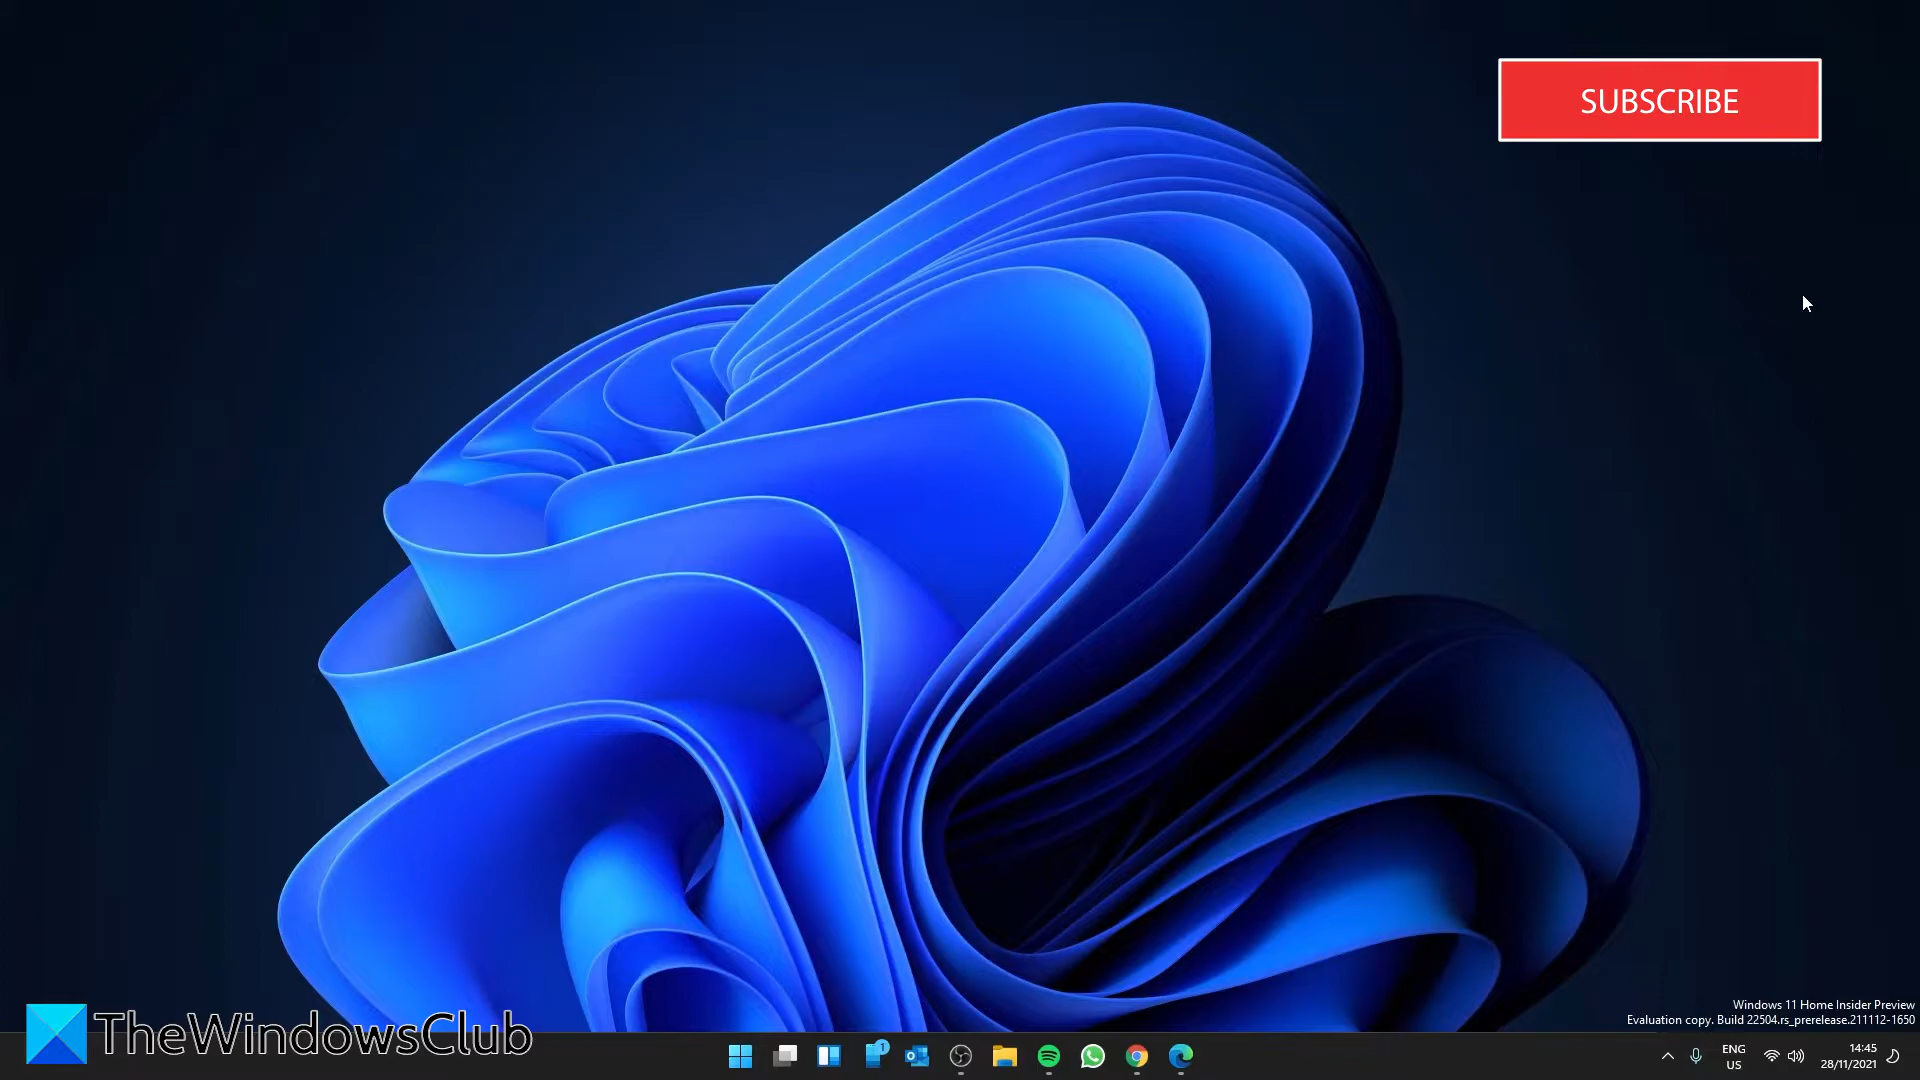 SUBSCRIBE
Windows 11 Home Insider Preview
Evaluation copy. Build 22504.rs_prerelease.211112-1650
TheWindowsClub
1
ENG
US
14:45
28/11/2021